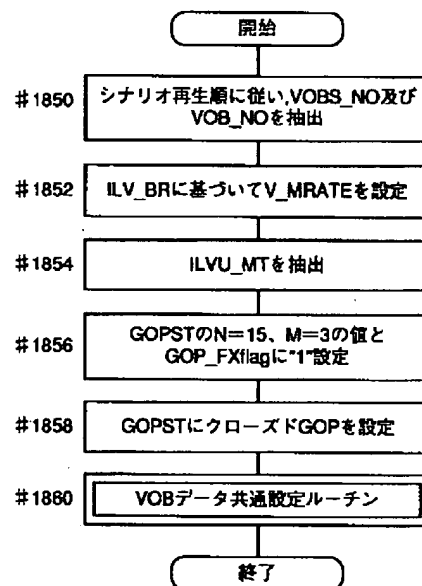 開始
#1850
シナリオ再生順に従い,VOBS_NO及び
VOB_NOを抽出
#1852
ILV_BRに基づいてV_MRATEを設定
#1854
ILVU_MTを抽出
#1856
GOPSTのN=15、M=3の値と
GOP_FXflagに"1"設定
#1858
GOPSTにクローズドGOPを設定
#1860
VOBデータ共通設定ルーチン
終了